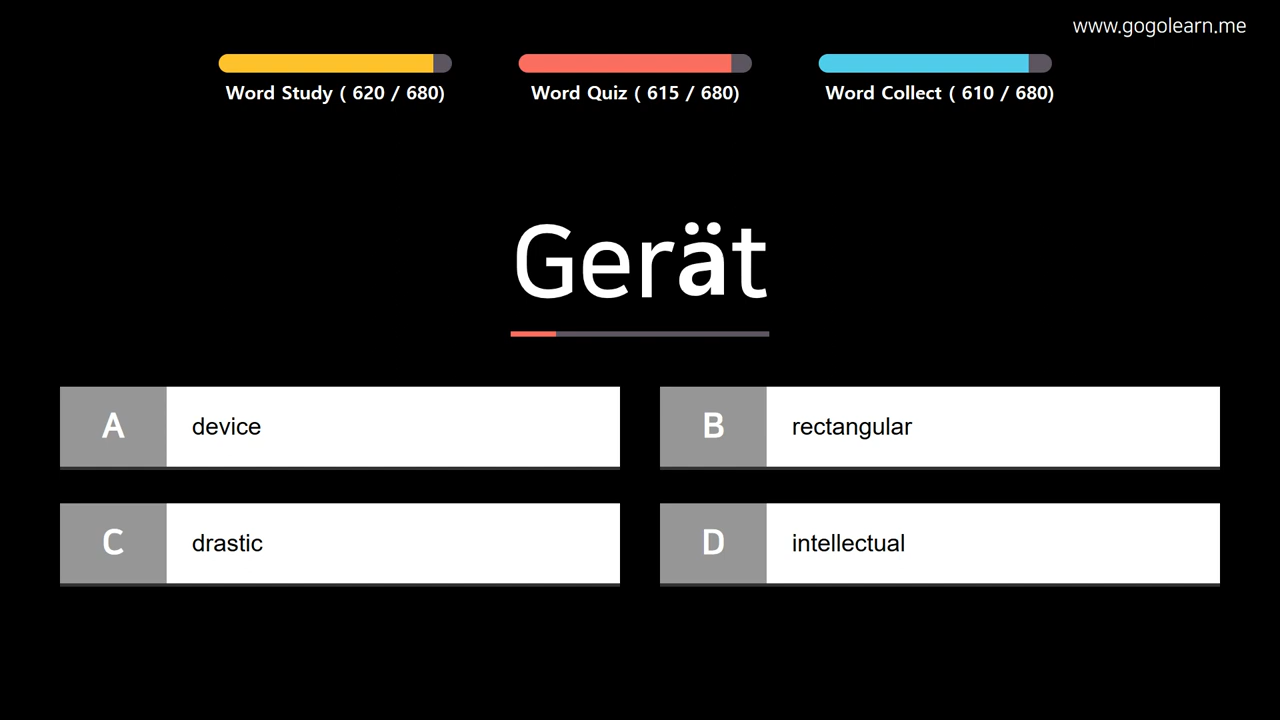 www.gogolearn.me
Word Study ( 620 / 680)
Word Quiz ( 615 / 680)
Word Collect ( 610 / 680)
Gerät
A device
B rectangular
C drastic
D intellectual